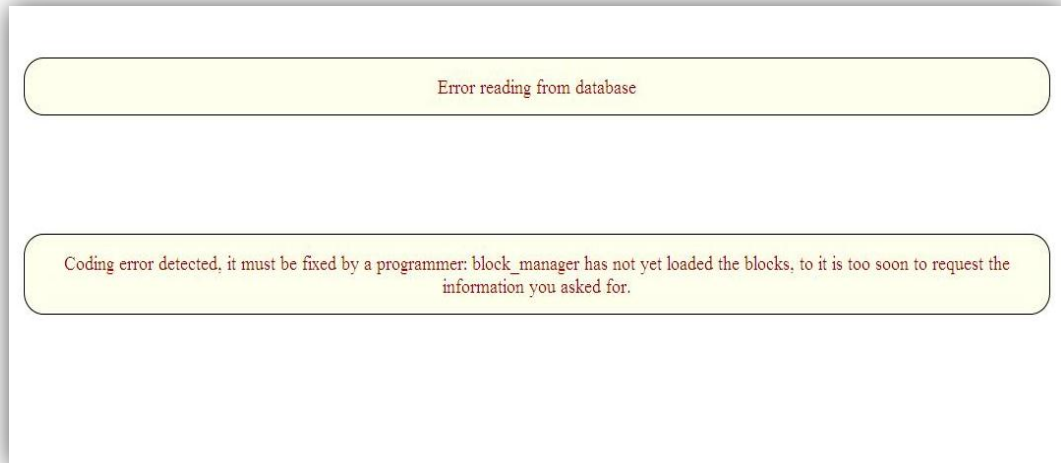 Error reading from database
Coding error detected, it must be fixed by a programmer: block_manager has not yet loaded the blocks, to it is too soon to request the
information you asked for.